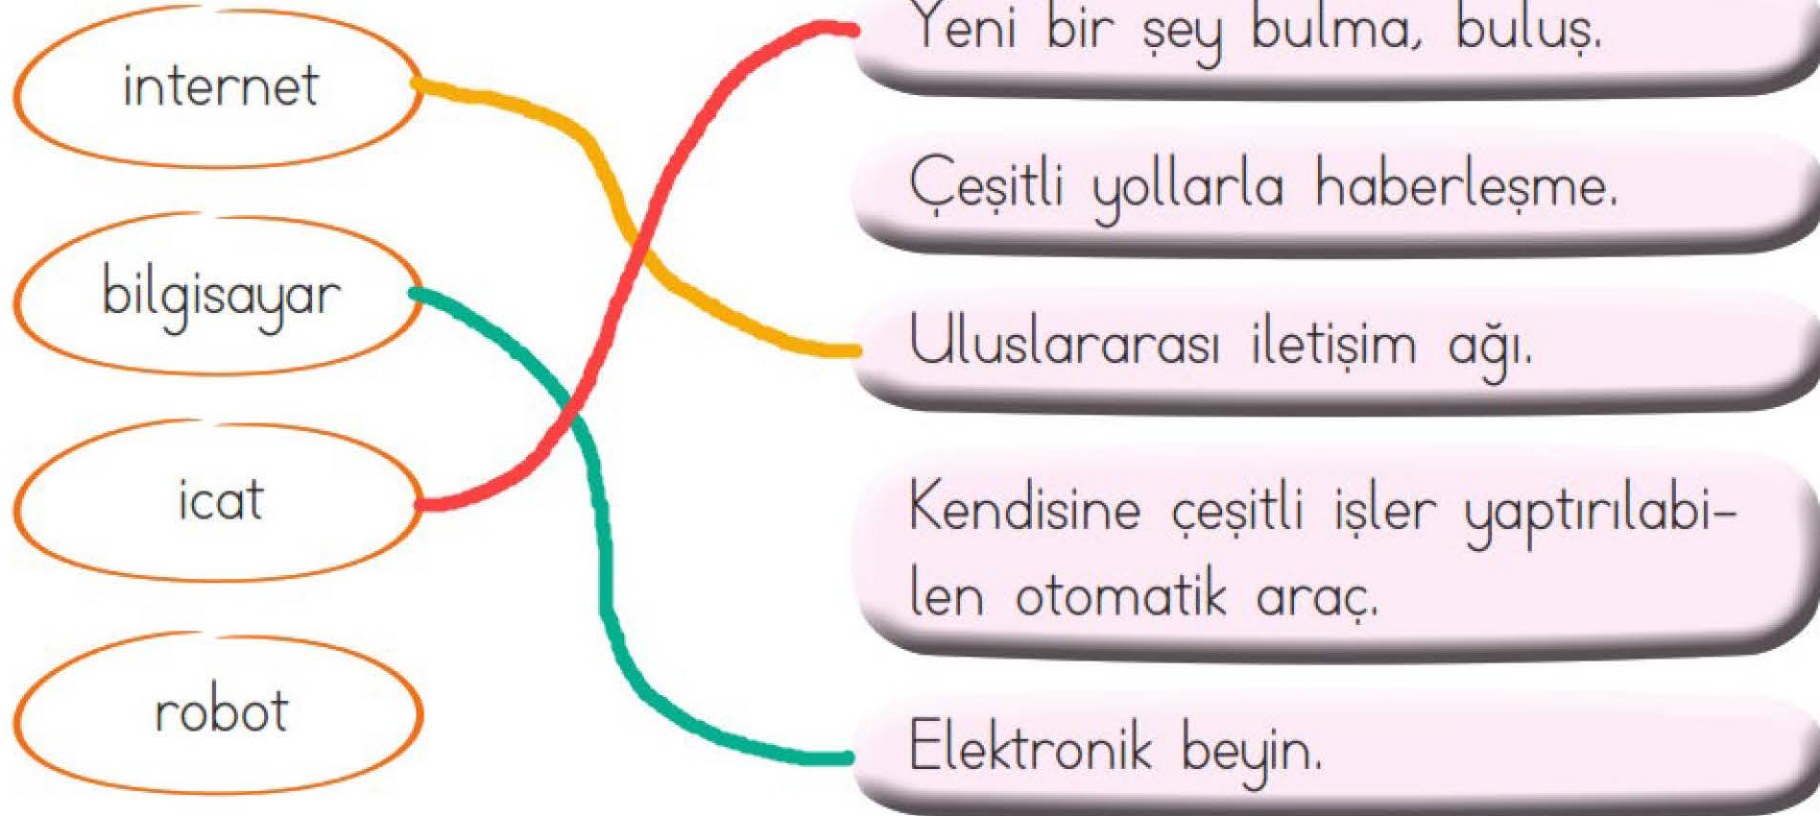 internet
bilgisayar
icat
robot
Yeni bir şey bulma, buluş.
Çeşitli yollarla haberleşme.
Uluslarararası iletişim ağı.
Kendisine çeşitli işler yaptırılabi-
len otomatik araç.
Elektronik beyin.